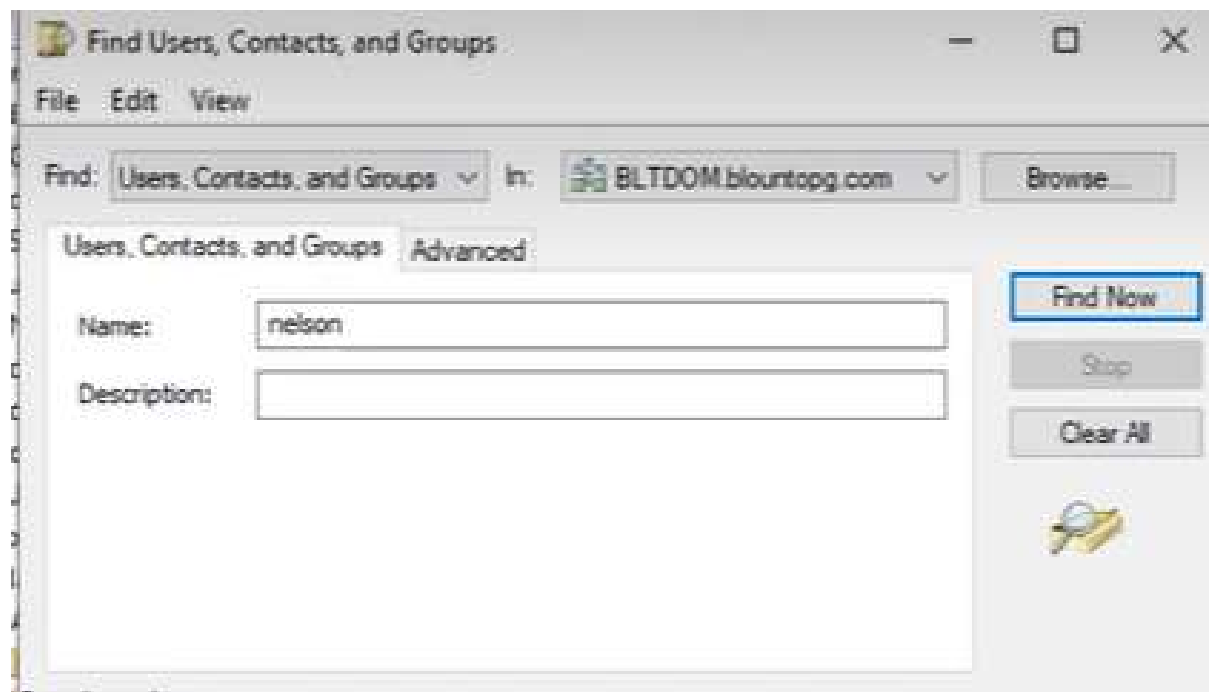 Find Users, Contacts, and Groups
File Edit View
Find: Users, Contacts, and Groups In: BLTDOM.blountopg.com Browse...
Users, Contacts, and Groups Advanced
Find Now
Name: nelson
Stop
Description:
Clear All